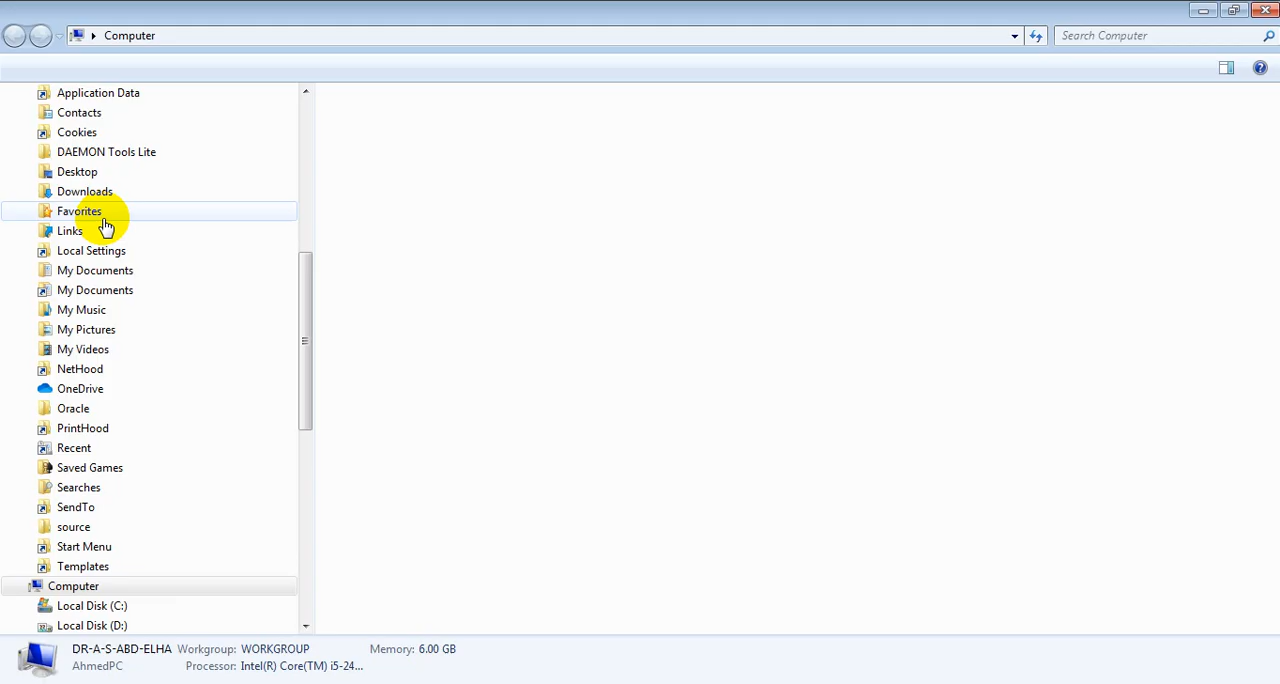 Computer
Search Computer
Application Data
Contacts
Cookies
DAEMON Tools Lite
Desktop
Downloads
Favorites
Links
Local Settings
My Documents
My Documents
My Music
My Pictures
My Videos
NetHood
OneDrive
Oracle
PrintHood
Recent
Saved Games
Searches
SendTo
source
Start Menu
Templates
Computer
Local Disk (C:)
Local Disk (D:)
DR-A-S-ABD-ELHA Workgroup: WORKGROUP Memory: 6.00 GB
AhmedPC Processor: Intel(R) Core(TM) i5-24...